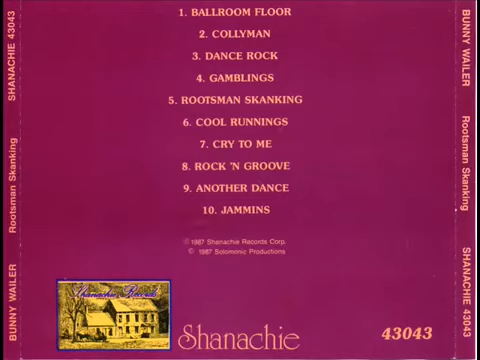 1. BALLROOM FLOOR
2. COLLYMAN
3. DANCE ROCK
4. GAMBLINGS
5. ROOTSMAN SKANKING
6. COOL RUNNINGS
7. CRY TO ME
8. ROCK 'N GROOVE
9. ANOTHER DANCE
10. JAMMINS
℗ 1987 Shanachie Records Corp.
© 1987 Solomonic Productions
Shanachie Records
Shanachie
43043
BUNNY WAILER Rootsman Skanking SHANACHIE 43043
BUNNY WAILER Rootsman Skanking SHANACHIE 43043